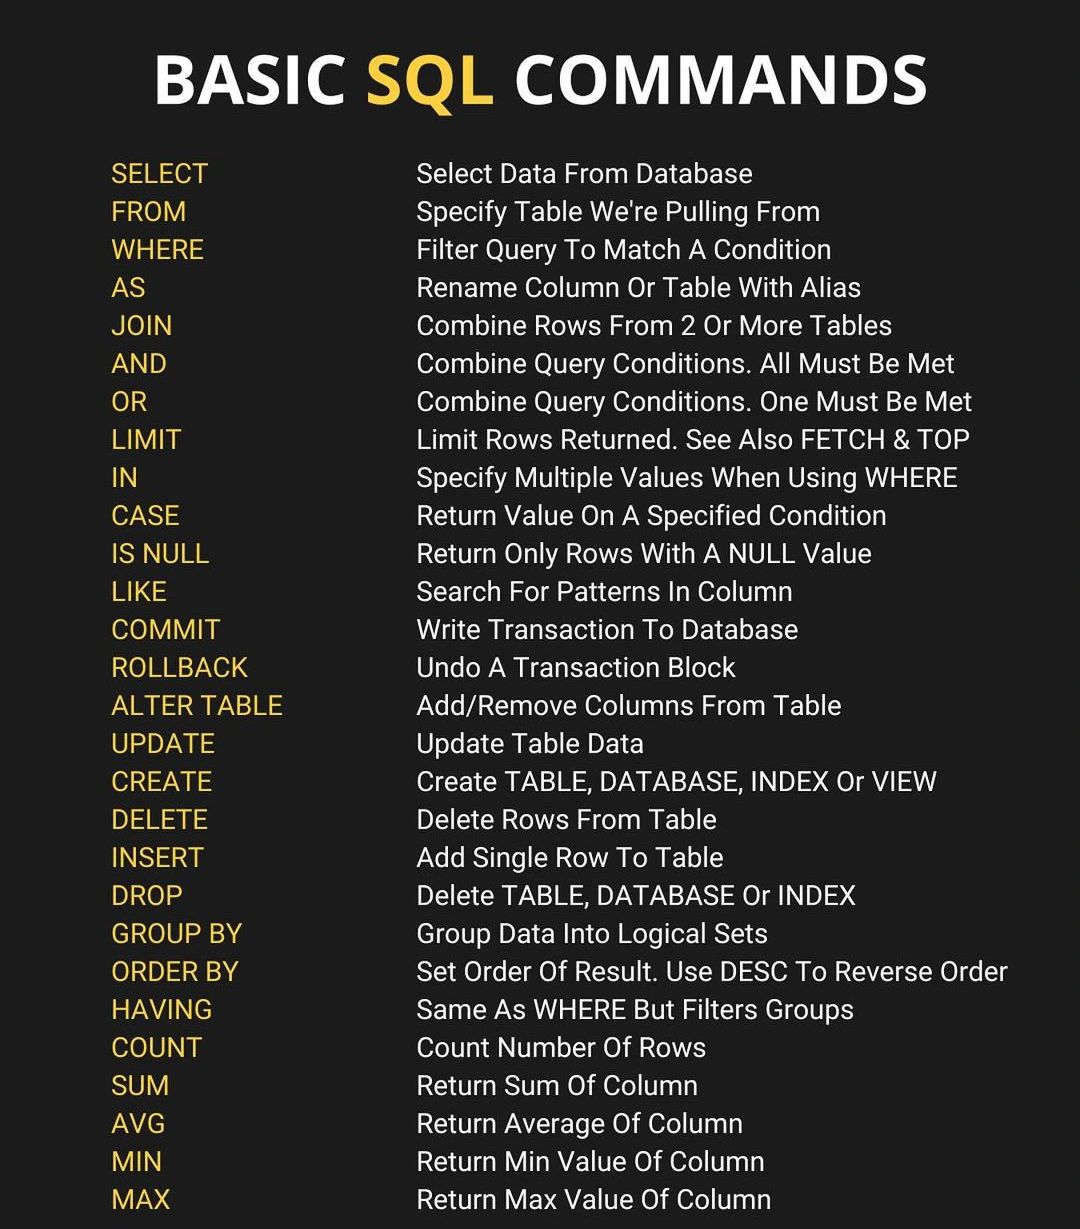 BASIC SQL COMMANDS
SELECT Select Data From Database
FROM Specify Table We're Pulling From
WHERE Filter Query To Match A Condition
AS Rename Column Or Table With Alias
JOIN Combine Rows From 2 Or More Tables
AND Combine Query Conditions. All Must Be Met
OR Combine Query Conditions. One Must Be Met
LIMIT Limit Rows Returned. See Also FETCH & TOP
IN Specify Multiple Values When Using WHERE
CASE Return Value On A Specified Condition
IS NULL Return Only Rows With A NULL Value
LIKE Search For Patterns In Column
COMMIT Write Transaction To Database
ROLLBACK Undo A Transaction Block
ALTER TABLE Add/Remove Columns From Table
UPDATE Update Table Data
CREATE Create TABLE, DATABASE, INDEX Or VIEW
DELETE Delete Rows From Table
INSERT Add Single Row To Table
DROP Delete TABLE, DATABASE Or INDEX
GROUP BY Group Data Into Logical Sets
ORDER BY Set Order Of Result. Use DESC To Reverse Order
HAVING Same As WHERE But Filters Groups
COUNT Count Number Of Rows
SUM Return Sum Of Column
AVG Return Average Of Column
MIN Return Min Value Of Column
MAX Return Max Value Of Column